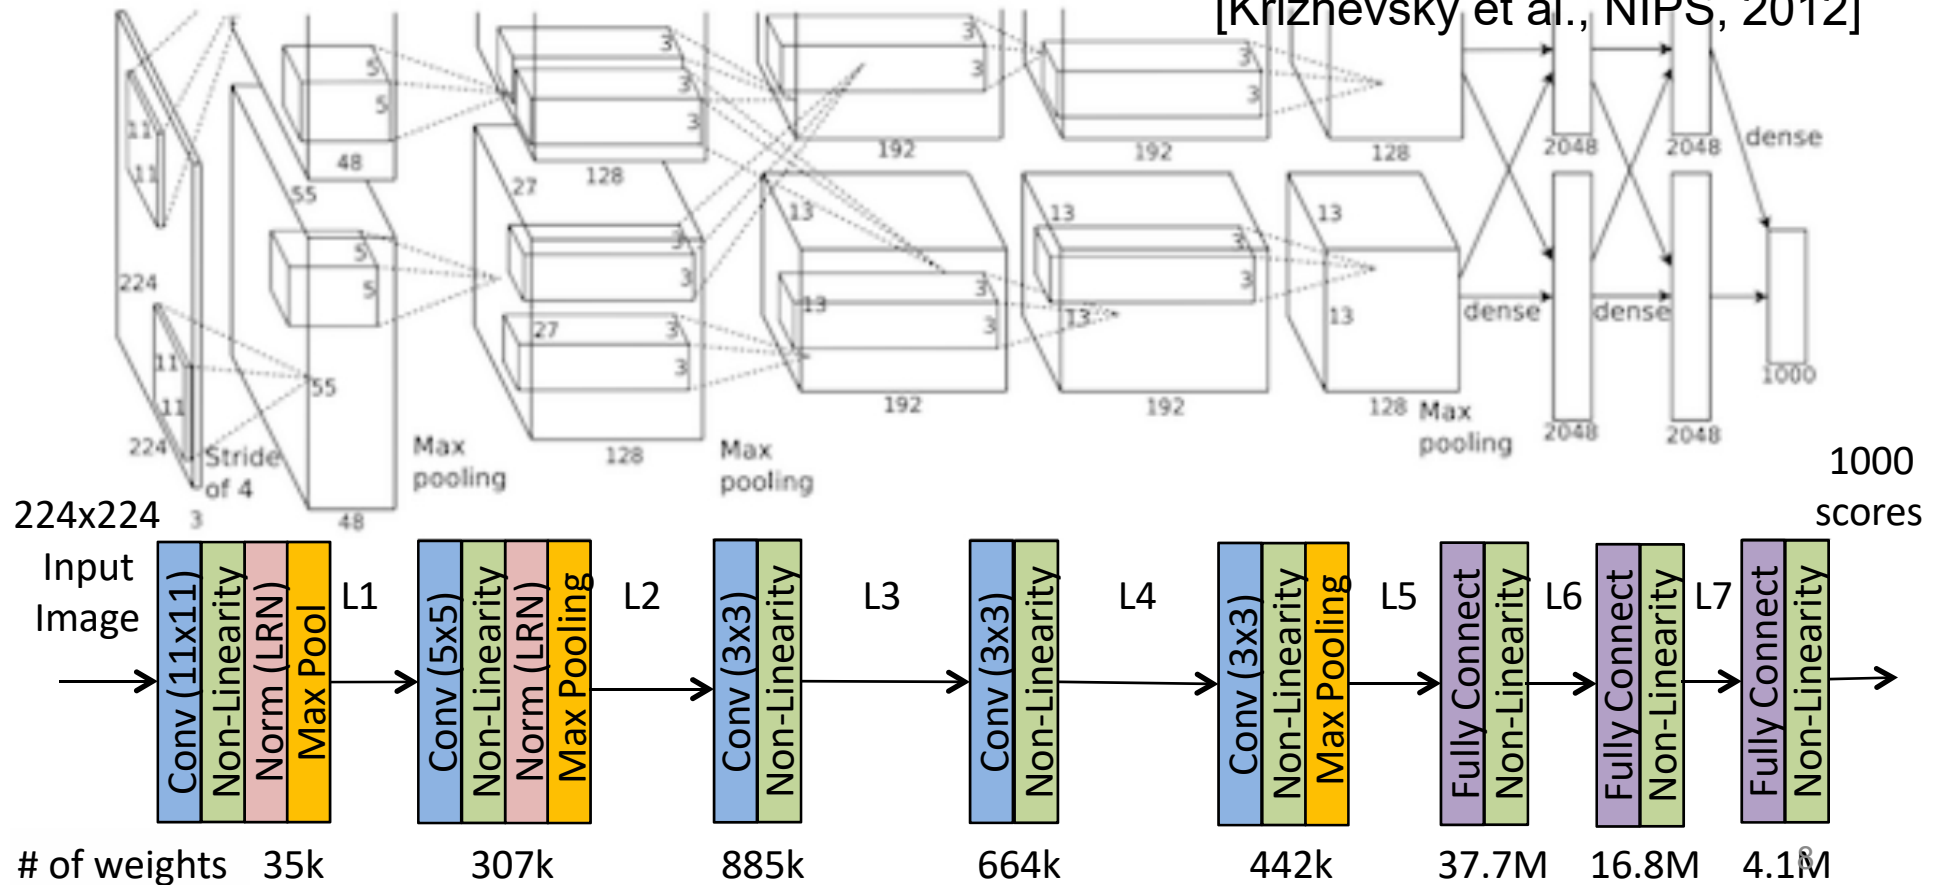 [Krizhevsky et al., NIPS, 2012]
11
11
5
5
48
55
3
3
3
3
128
27
3
3
192
3
3
192
128
2048
2048
dense
224
11
11
224
Stride
of 4
3
5
5
55
48
Max
pooling
3
3
27
3
3
128
Max
pooling
13
3
13
3
192
13
3
3
13
192
13
13
128
Max
pooling
dense
dense
2048
2048
1000
224x224
Input
Image
1000
scores
Conv (11x11)
Non-Linearity
Norm (LRN)
Max Pool
L1
Conv (5x5)
Non-Linearity
Norm (LRN)
Max Pooling
L2
Conv (3x3)
Non-Linearity
L3
Conv (3x3)
Non-Linearity
L4
Conv (3x3)
Non-Linearity
Max Pooling
L5
Fully Connect
Non-Linearity
L6
Fully Connect
Non-Linearity
L7
Fully Connect
Non-Linearity
# of weights 35k 307k 885k 664k 442k 37.7M 16.8M 4.1M
8